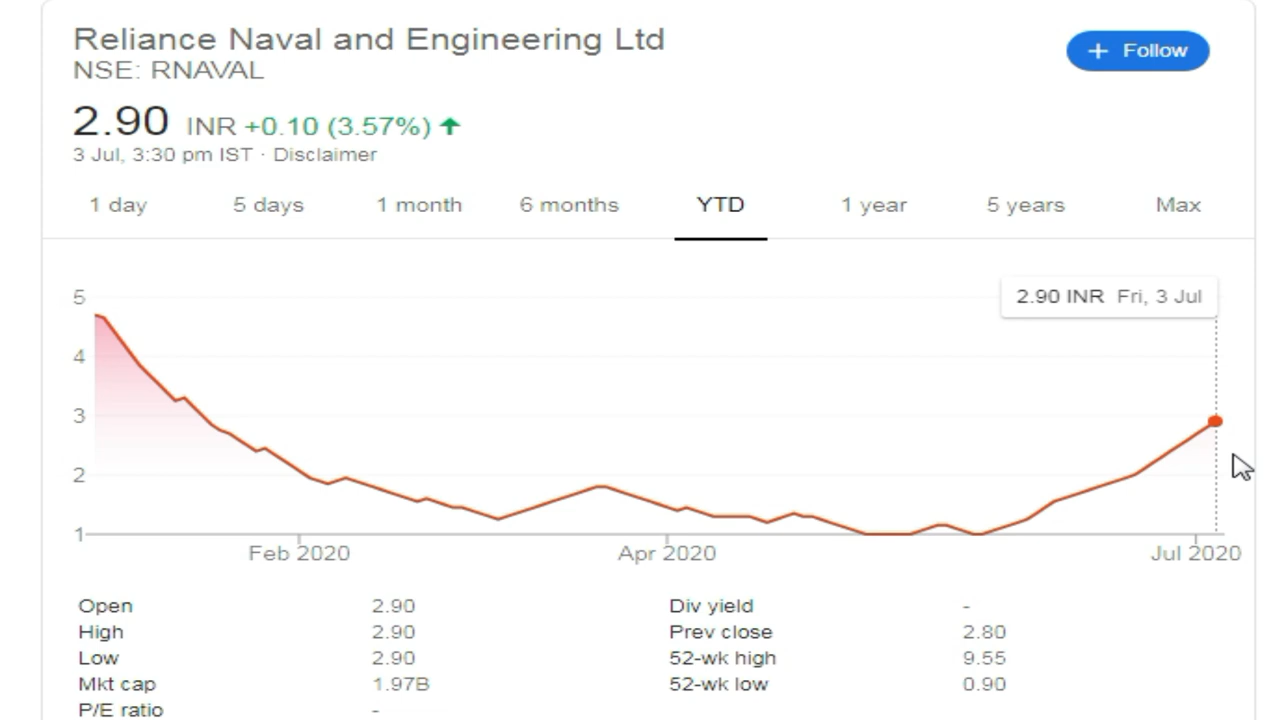 Reliance Naval and Engineering Ltd
NSE: RNAVAL
+ Follow
2.90 INR +0.10 (3.57%)
3 Jul, 3:30 pm IST · Disclaimer
1 day 5 days 1 month 6 months YTD 1 year 5 years Max
2.90 INR Fri, 3 Jul
5
4
3
2
1
Feb 2020 Apr 2020 Jul 2020
Open 2.90 Div yield -
High 2.90 Prev close 2.80
Low 2.90 52-wk high 9.55
Mkt cap 1.97B 52-wk low 0.90
P/E ratio -